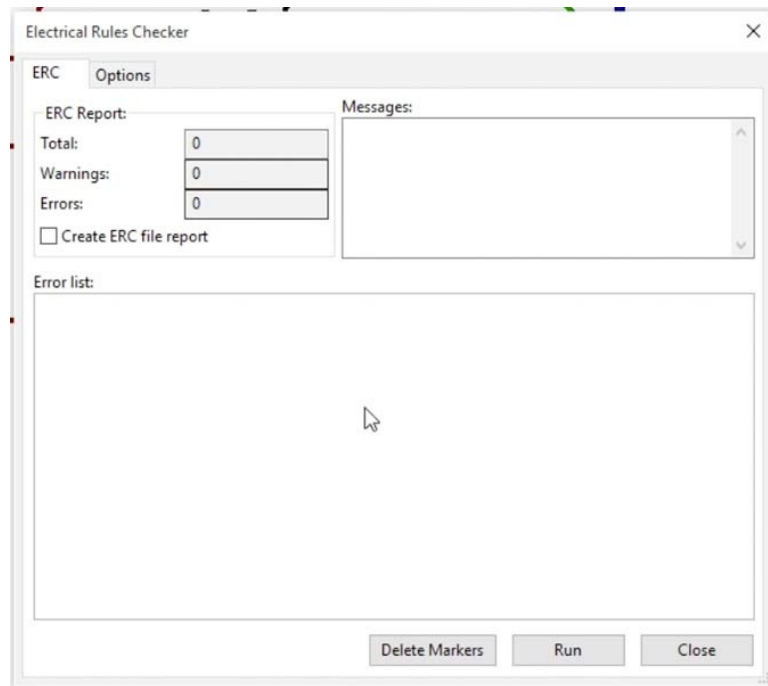 Electrical Rules Checker
ERC Options
ERC Report:
Total: 0
Warnings: 0
Errors: 0
Create ERC file report
Messages:
Error list:
Delete Markers Run Close